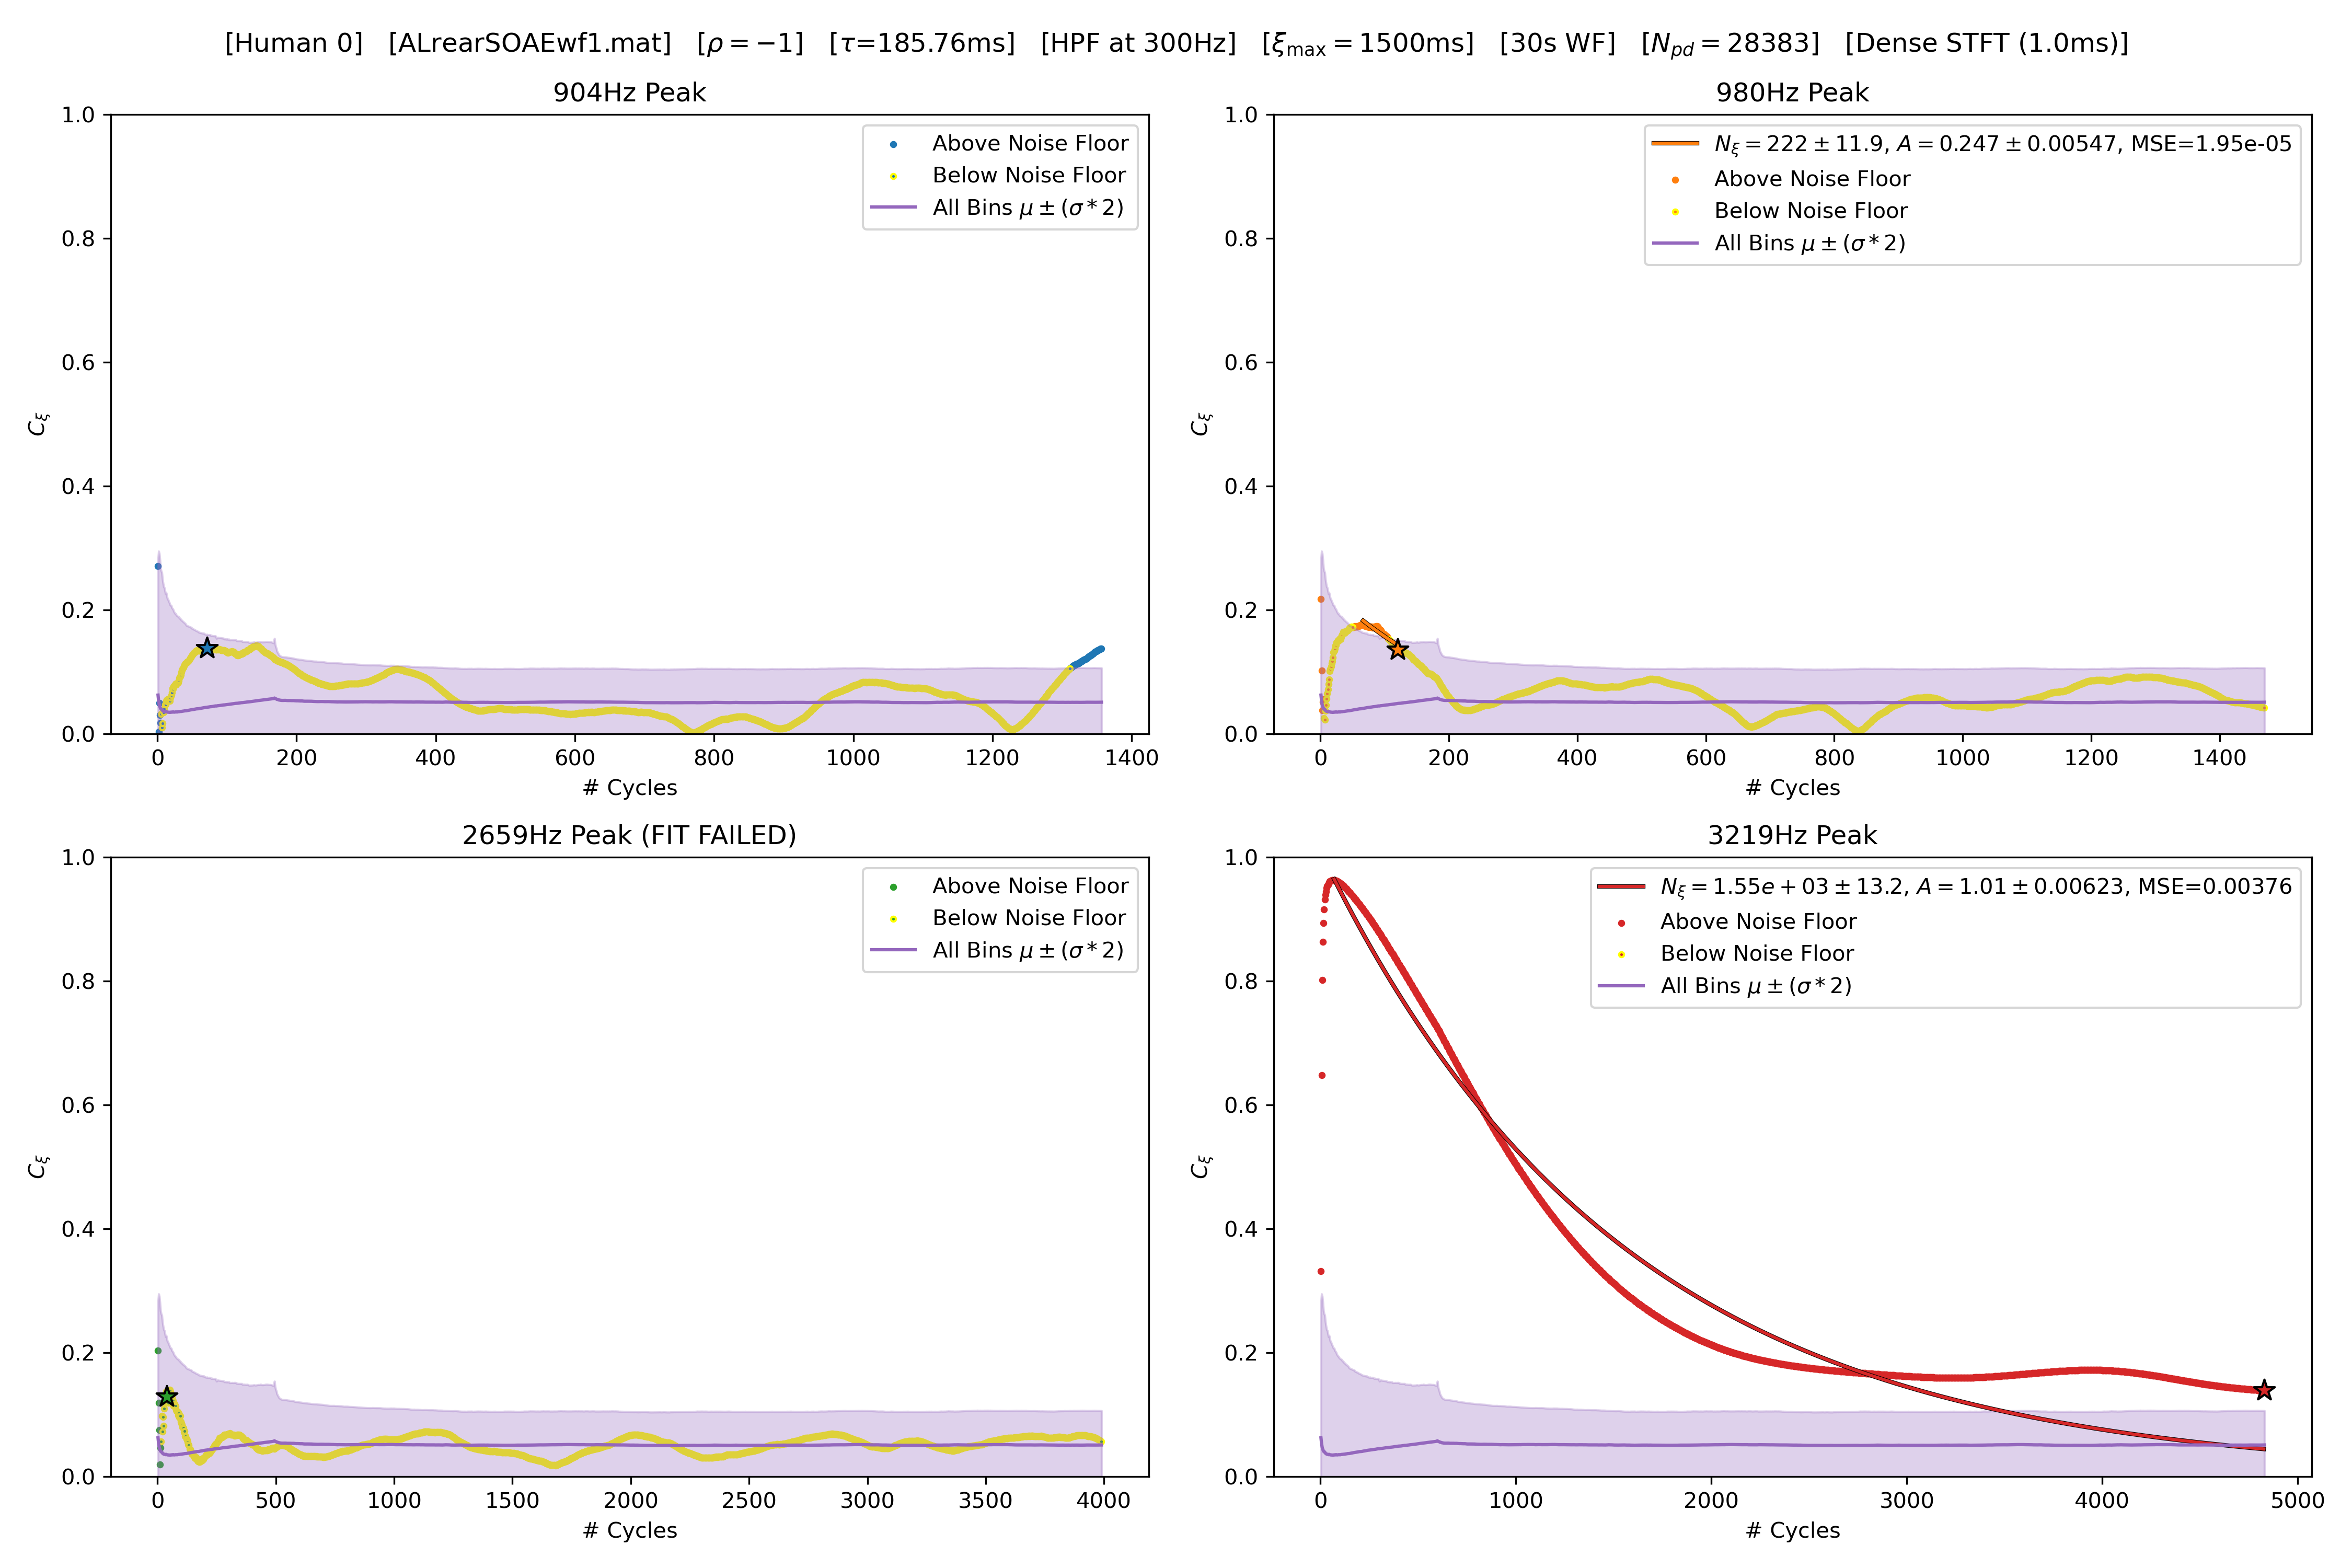 [Human 0] [ALrearSOAEwf1.mat] [ρ = −1] [τ=185.76ms] [HPF at 300Hz] [ξmax = 1500ms] [30s WF] [Npd = 28383] [Dense STFT (1.0ms)]
904Hz Peak
1.0
0.8
0.6
0.4
0.2
0.0
Cξ
Above Noise Floor
Below Noise Floor
All Bins μ ± (σ * 2)
0 200 400 600 800 1000 1200 1400
# Cycles
980Hz Peak
1.0
0.8
0.6
0.4
0.2
0.0
Cξ
Nξ = 222 ± 11.9, A = 0.247 ± 0.00547, MSE=1.95e-05
Above Noise Floor
Below Noise Floor
All Bins μ ± (σ * 2)
0 200 400 600 800 1000 1200 1400
# Cycles
2659Hz Peak (FIT FAILED)
1.0
0.8
0.6
0.4
0.2
0.0
Cξ
Above Noise Floor
Below Noise Floor
All Bins μ ± (σ * 2)
0 500 1000 1500 2000 2500 3000 3500 4000
# Cycles
3219Hz Peak
1.0
0.8
0.6
0.4
0.2
0.0
Cξ
Nξ = 1.55e + 03 ± 13.2, A = 1.01 ± 0.00623, MSE=0.00376
Above Noise Floor
Below Noise Floor
All Bins μ ± (σ * 2)
0 1000 2000 3000 4000 5000
# Cycles